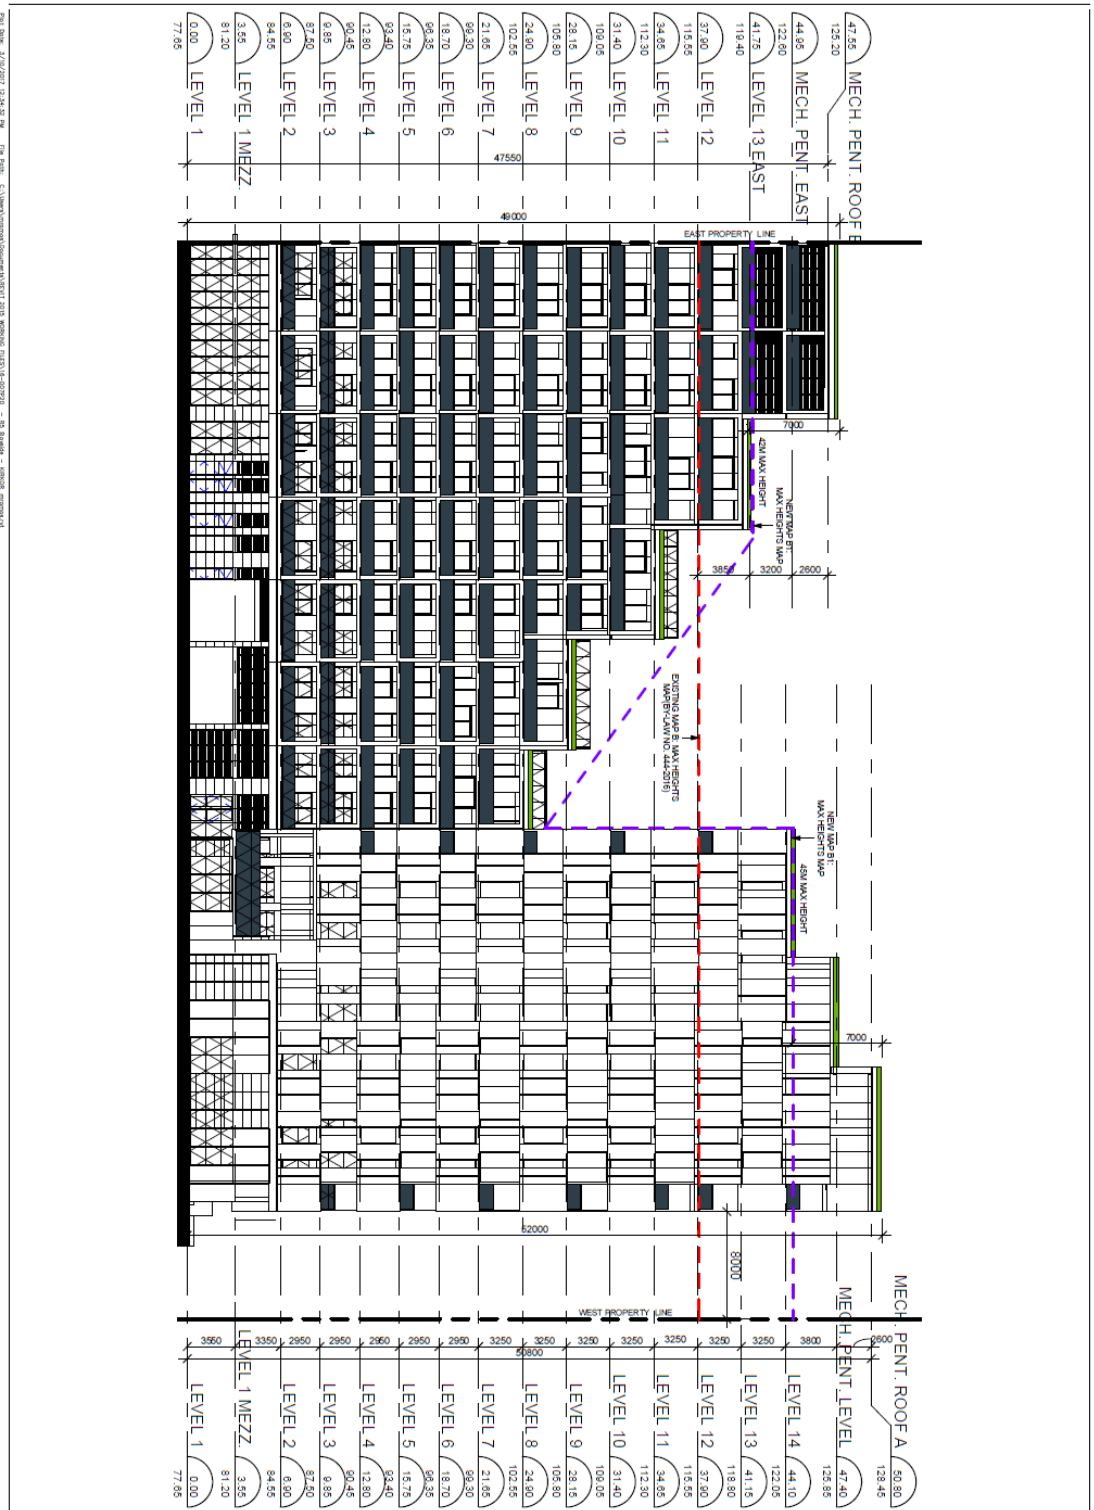 47.55
125.20
MECH. PENT. ROOF B
44.95
122.60
MECH. PENT. EAST
41.75
119.40
LEVEL 13 EAST
37.90
115.55
LEVEL 12
34.65
112.30
LEVEL 11
31.40
109.05
LEVEL 10
28.15
105.80
LEVEL 9
24.90
102.55
LEVEL 8
21.65
99.30
LEVEL 7
18.70
96.35
LEVEL 6
15.75
93.40
LEVEL 5
12.80
90.45
LEVEL 4
9.85
87.50
LEVEL 3
6.90
84.55
LEVEL 2
3.55
81.20
LEVEL 1 MEZZ.
0.00
77.65
LEVEL 1
47550
49000
EAST PROPERTY LINE
7000
42M MAX HEIGHT
NEW MAP B1:
MAX HEIGHTS MAP
3850
3200
2600
EXISTING MAP B: MAX HEIGHTS
MAP(BY-LAW NO. 444-2016)
NEW MAP B1:
MAX HEIGHTS MAP
45M MAX HEIGHT
7000
52000
8000
WEST PROPERTY LINE
3550
3350
2950
2950
2950
2950
2950
3250
3250
3250
3250
3250
3250
3250
3800
2600
50800
MECH. PENT. ROOF A
50.80
128.45
MECH. PENT. LEVEL
47.40
125.85
LEVEL 14
44.10
122.05
LEVEL 13
41.15
118.80
LEVEL 12
37.90
115.55
LEVEL 11
34.65
112.30
LEVEL 10
31.40
109.05
LEVEL 9
28.15
105.80
LEVEL 8
24.90
102.55
LEVEL 7
21.65
LEVEL 6
18.70
96.35
LEVEL 5
15.75
93.40
LEVEL 4
12.80
90.45
LEVEL 3
9.85
87.50
LEVEL 2
6.90
84.55
LEVEL 1 MEZZ.
3.55
81.20
LEVEL 1
0.00
77.65